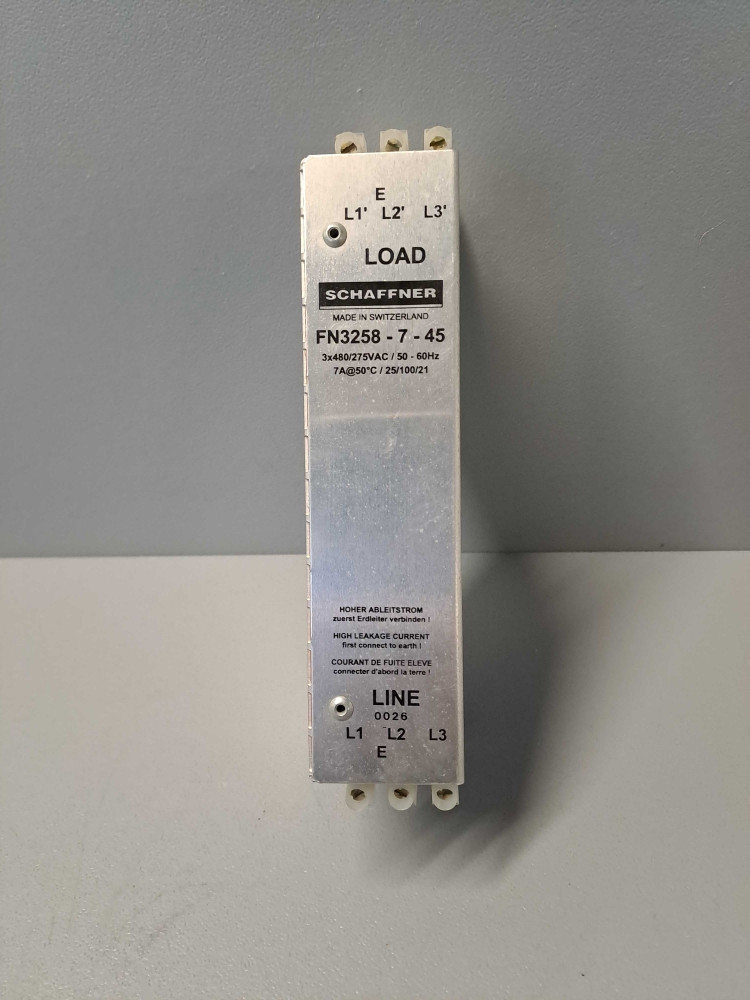 E
L1' L2' L3'
LOAD
SCHAFFNER
MADE IN SWITZERLAND
FN3258 - 7 - 45
3x480/275VAC / 50 - 60Hz
7A@50°C / 25/100/21
HOHER ABLEITSTROM
zuerst Erdleiter verbinden !
HIGH LEAKAGE CURRENT
first connect to earth !
COURANT DE FUITE ELEVE
connecter d'abord la terre !
LINE
0026
L1 L2 L3
E